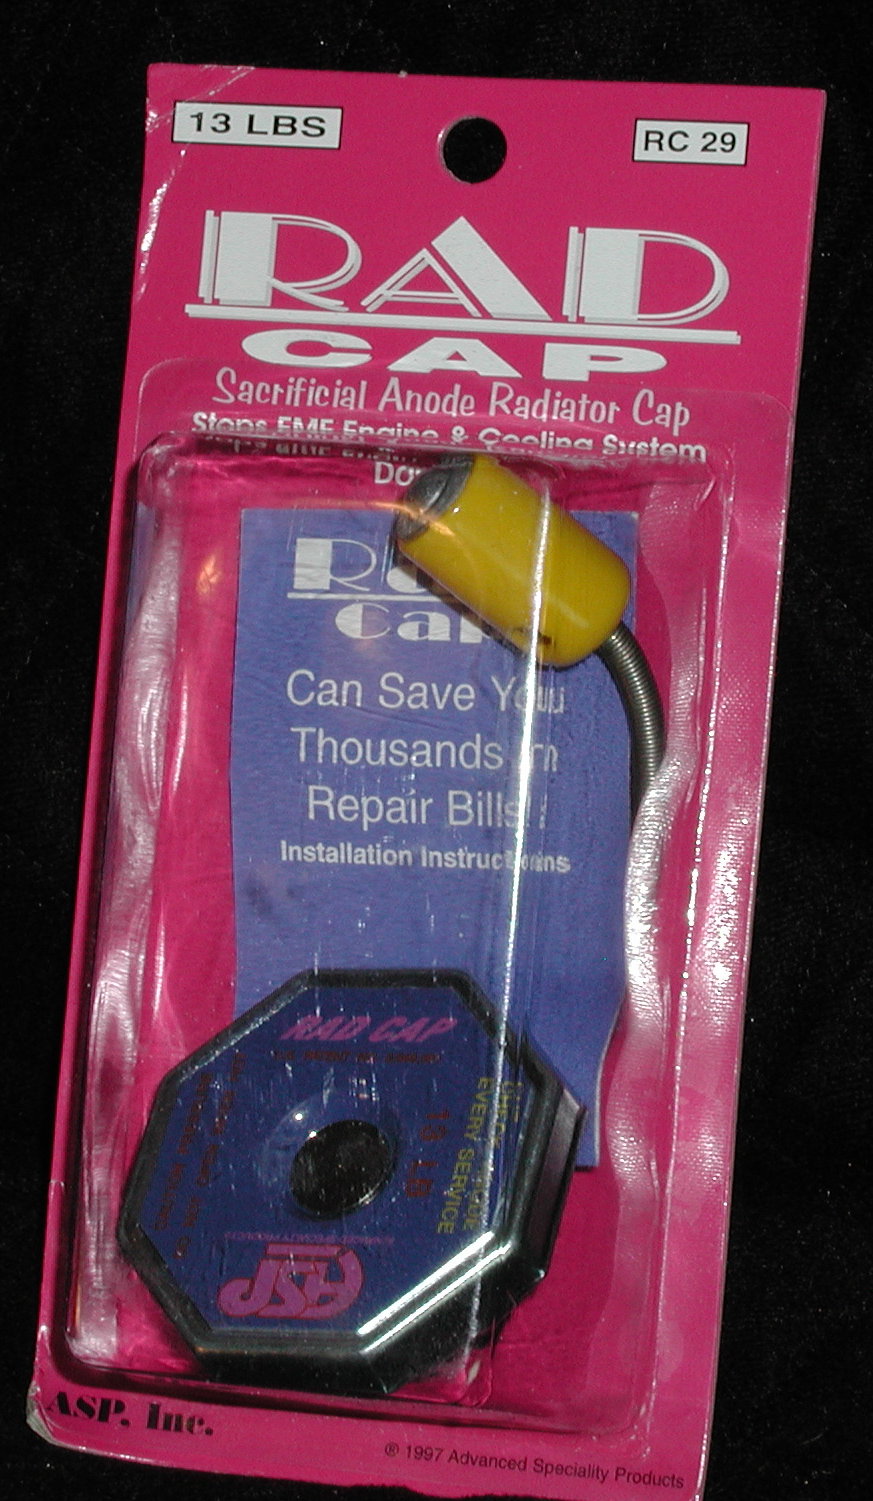 13 LBS
RC 29
RAD
CAP
Sacrificial Anode Radiator Cap
Stops EMF Engine & Cooling System
Can Save You
Thousands in
Repair Bills
Installation Instructions
RAD CAP
13 LB
EVERY SERVICE
ASP
ASP, Inc.
® 1997 Advanced Speciality Products